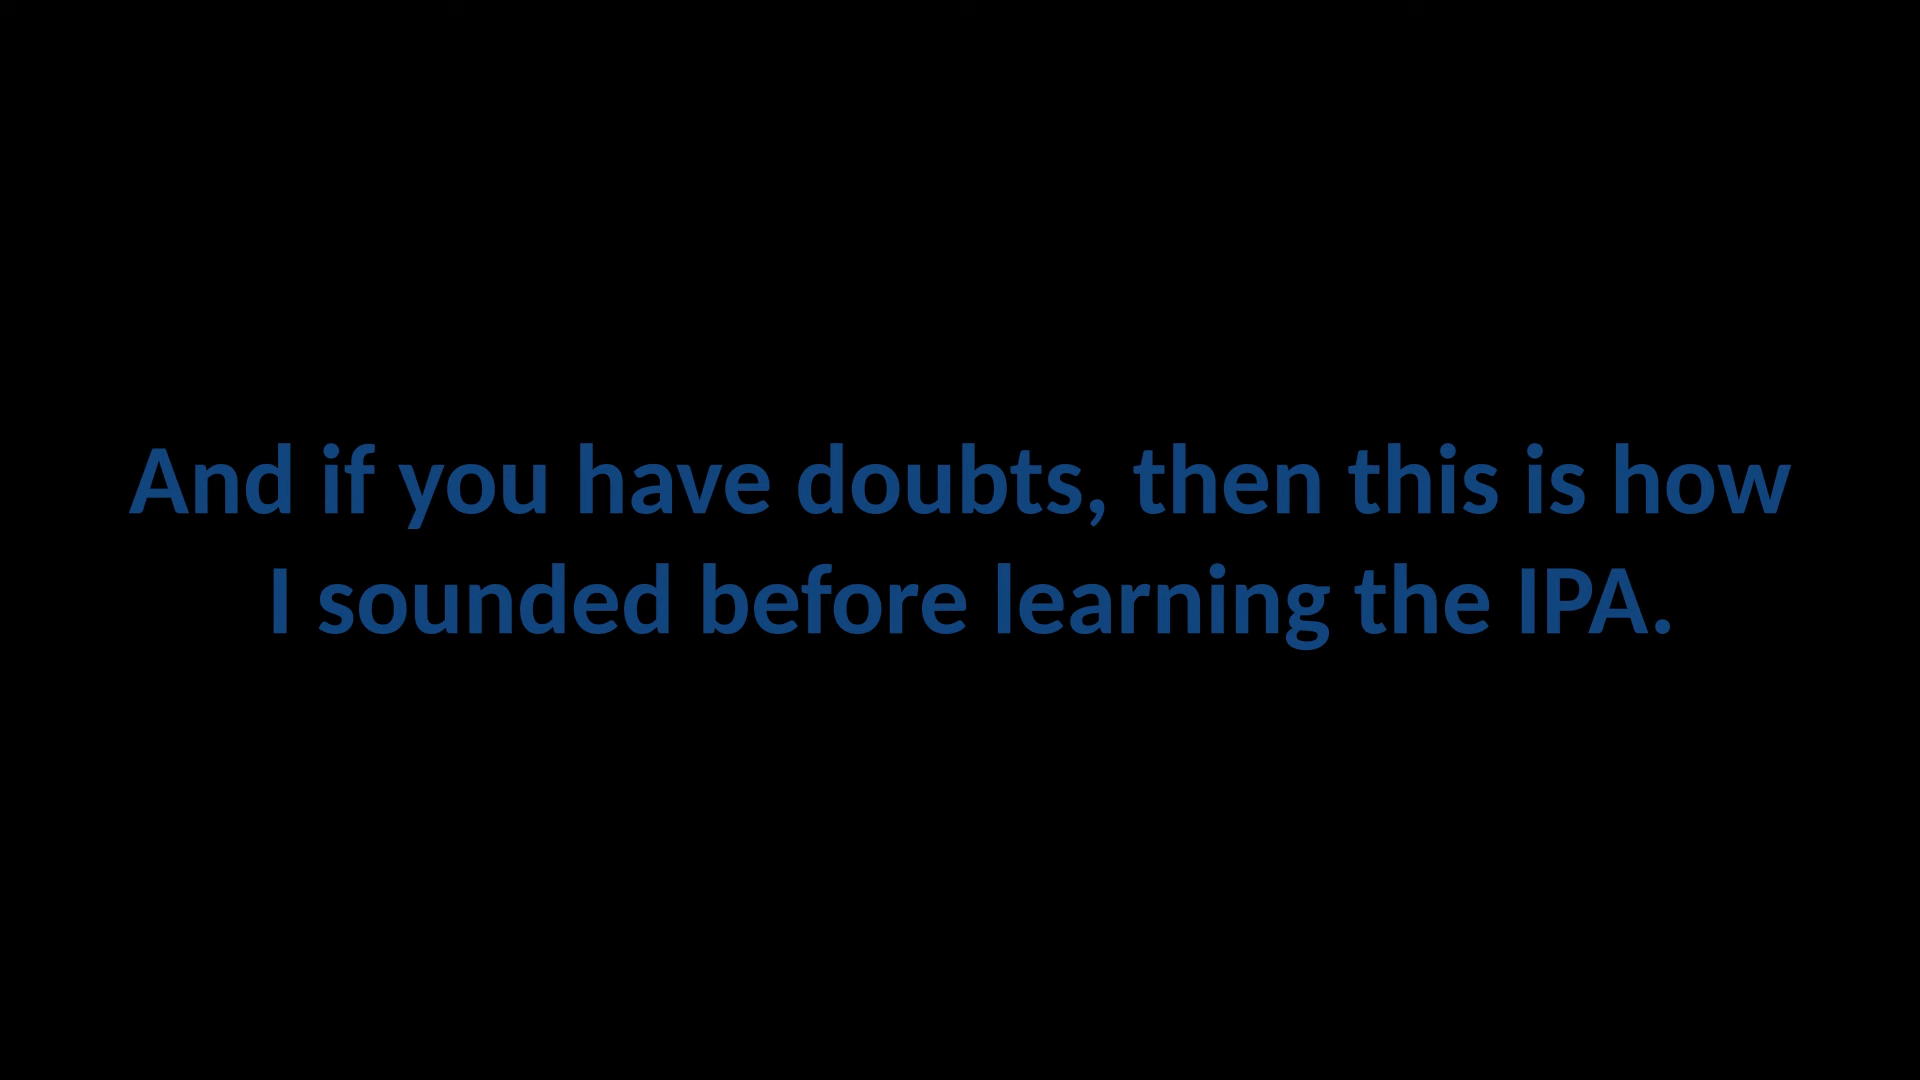 And if you have doubts, then this is how
I sounded before learning the IPA.